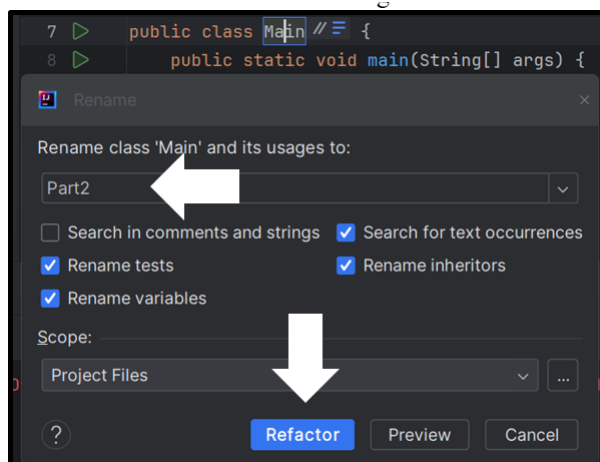 7 public class Main {
8 public static void main(String[] args) {
Rename
Rename class 'Main' and its usages to:
Part2
Search in comments and strings Search for text occurrences
Rename tests Rename inheritors
Rename variables
Scope:
Project Files ...
? Refactor Preview Cancel